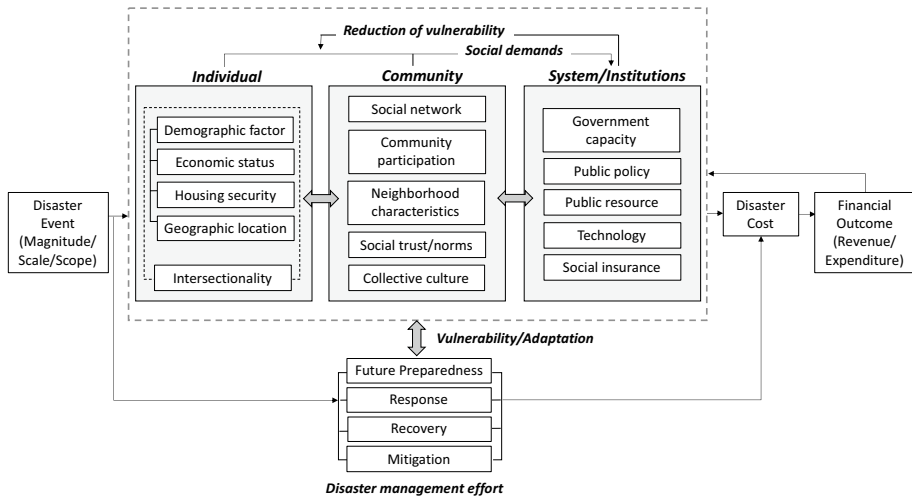 Reduction of vulnerability
Social demands
Individual
Community
System/Institutions
Demographic factor
Economic status
Housing security
Geographic location
Intersectionality
Social network
Community
participation
Neighborhood
characteristics
Social trust/norms
Collective culture
Government
capacity
Public policy
Public resource
Technology
Social insurance
Disaster
Event
(Magnitude/
Scale/Scope)
Disaster
Cost
Financial
Outcome
(Revenue/
Expenditure)
Vulnerability/Adaptation
Future Preparedness
Response
Recovery
Mitigation
Disaster management effort